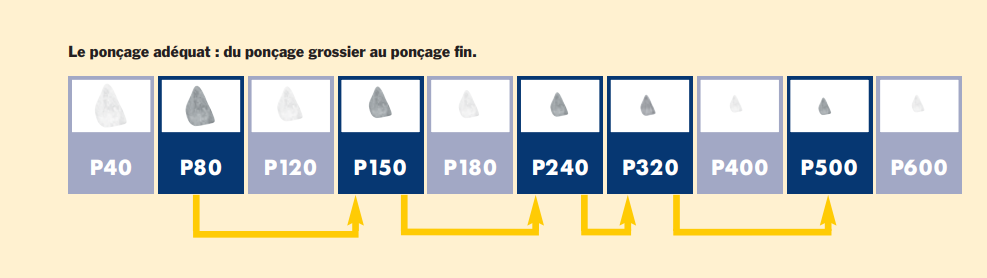 Le ponçage adéquat : du ponçage grossier au ponçage fin.
P40 P80 P120 P150 P180 P240 P320 P400 P500 P600